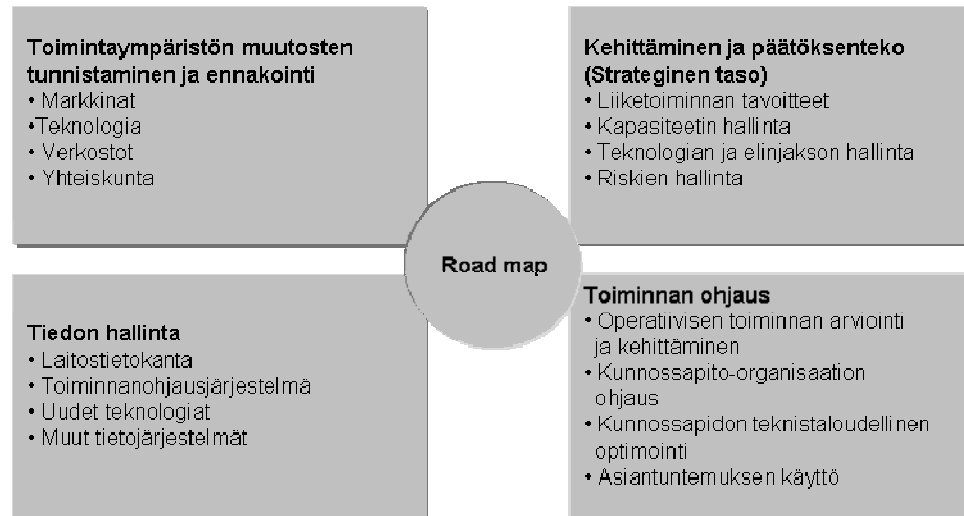 Toimintaympäristön muutosten
tunnistaminen ja ennakointi
• Markkinat
•Teknologia
• Verkostot
• Yhteiskunta
Kehittäminen ja päätöksenteko
(Strateginen taso)
• Liiketoiminnan tavoitteet
• Kapasiteetin hallinta
• Teknologian ja elinjakson hallinta
• Riskien hallinta
Road map
Tiedon hallinta
• Laitostietokanta
• Toiminnanohjausjärjestelmä
• Uudet teknologiat
• Muut tietojärjestelmät
Toiminnan ohjaus
• Operatiivisen toiminnan arviointi
ja kehittäminen
• Kunnossapito-organisaation
ohjaus
• Kunnossapidon teknistaloudellinen
optimointi
• Asiantuntemuksen käyttö